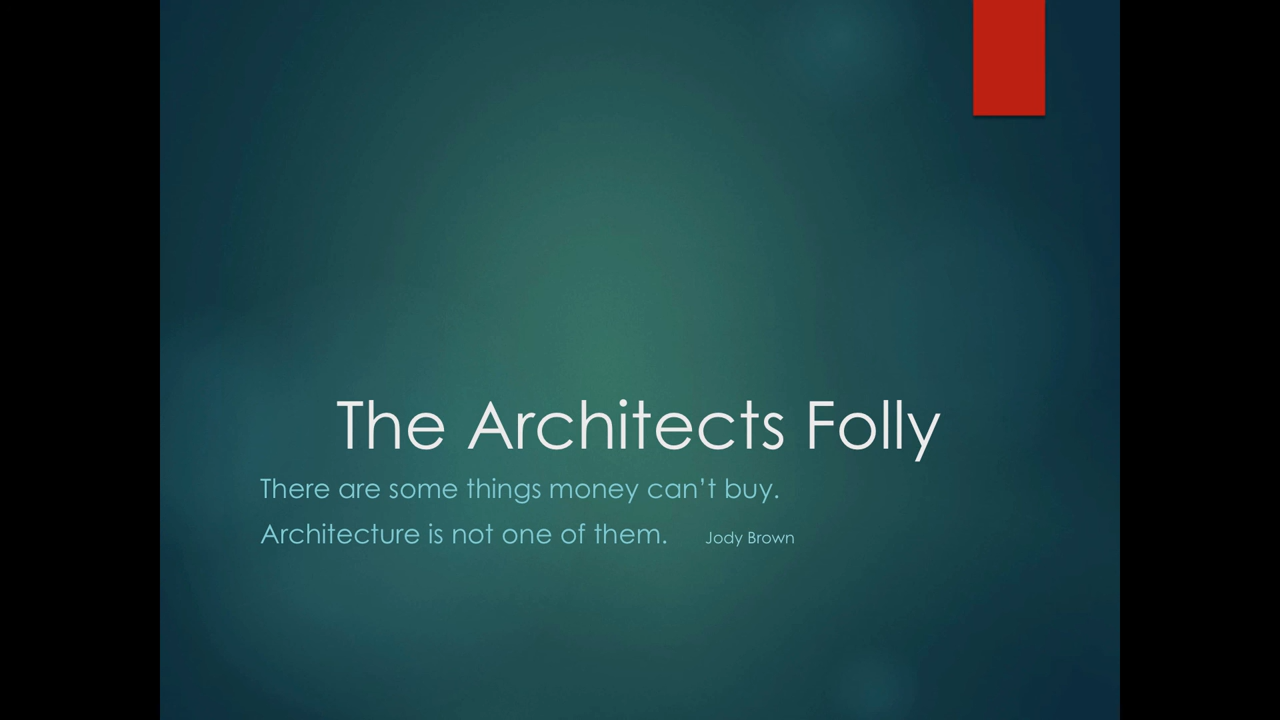 The Architects Folly
There are some things money can’t buy.
Architecture is not one of them. Jody Brown